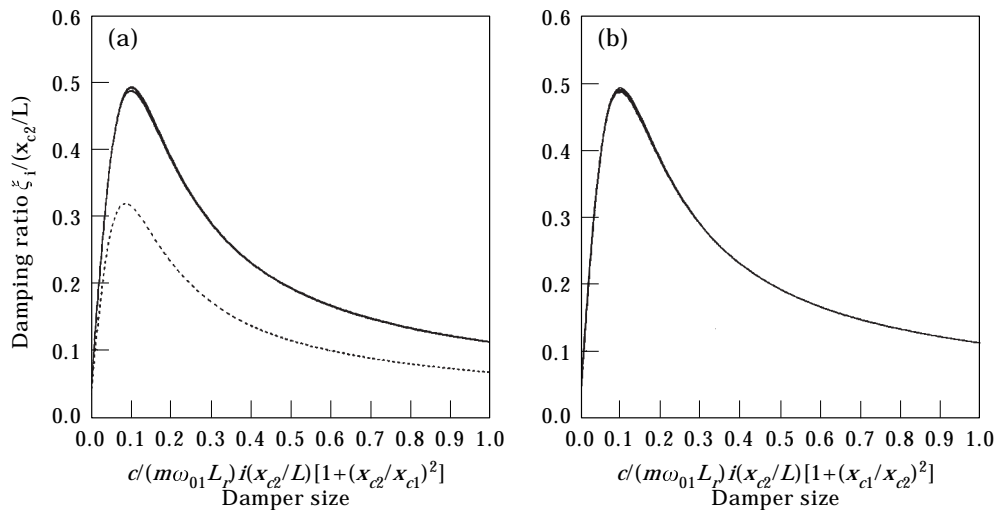 (a)
(b)
Damping ratio ξi/(xc2/L)
0.6
0.5
0.4
0.3
0.2
0.1
0.0
0.0 0.1 0.2 0.3 0.4 0.5 0.6 0.7 0.8 0.9 1.0
c/(mω01Lr)i(xc2/L)[1+(xc2/xc1)2]
Damper size
0.6
0.5
0.4
0.3
0.2
0.1
0.0
0.0 0.1 0.2 0.3 0.4 0.5 0.6 0.7 0.8 0.9 1.0
c/(mω01Lr)i(xc2/L)[1+(xc1/xc2)2]
Damper size